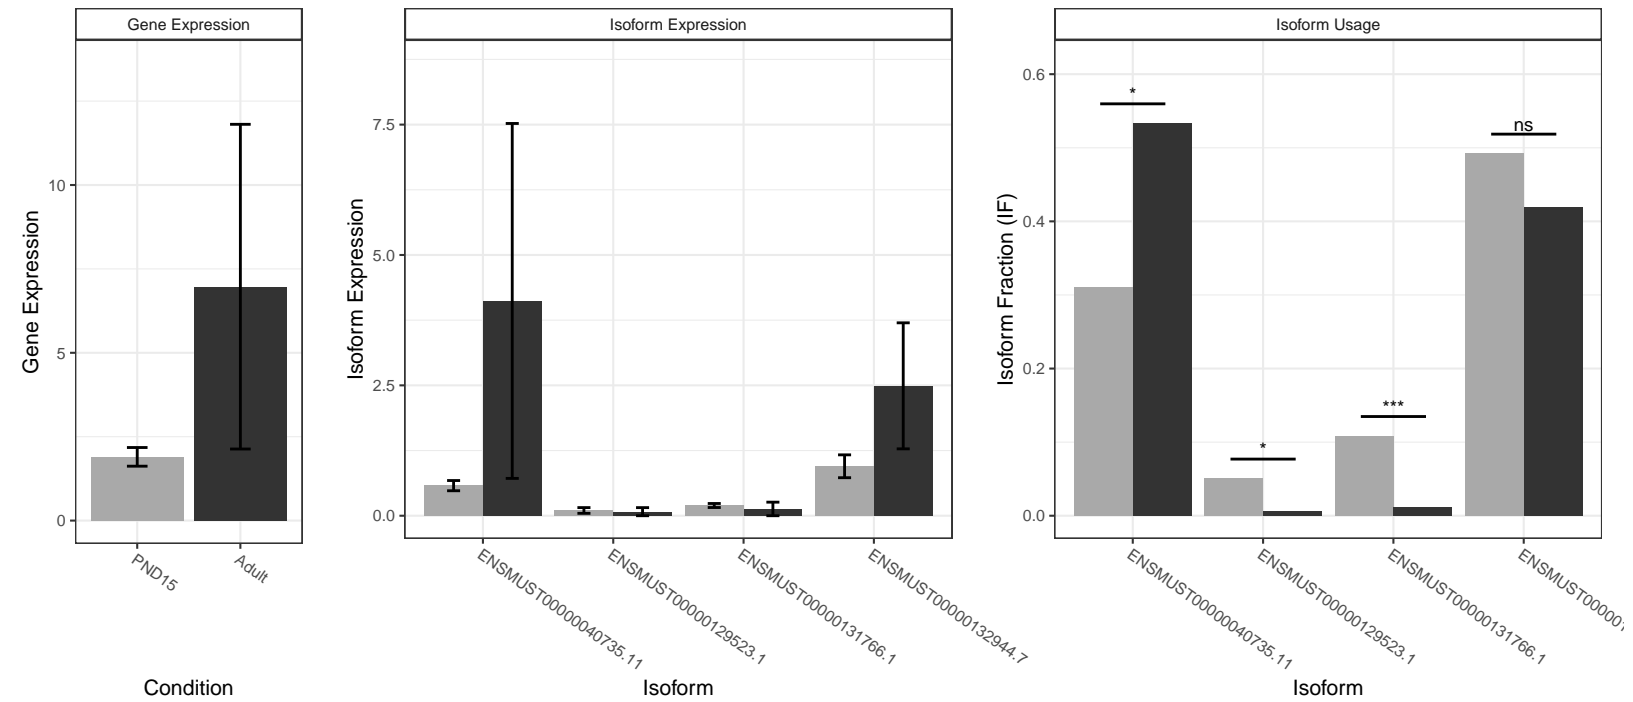 Gene Expression
Isoform Expression
Isoform Usage
Gene Expression
10
5
0
PND15
Adult
Condition
Isoform Expression
7.5
5.0
2.5
0.0
ENSMUST00000040735.11
ENSMUST00000129523.1
ENSMUST00000131766.1
ENSMUST00000132944.7
Isoform
Isoform Fraction (IF)
0.6
0.4
0.2
0.0
*
*
***
ns
ENSMUST00000040735.11
ENSMUST00000129523.1
ENSMUST00000131766.1
Isoform